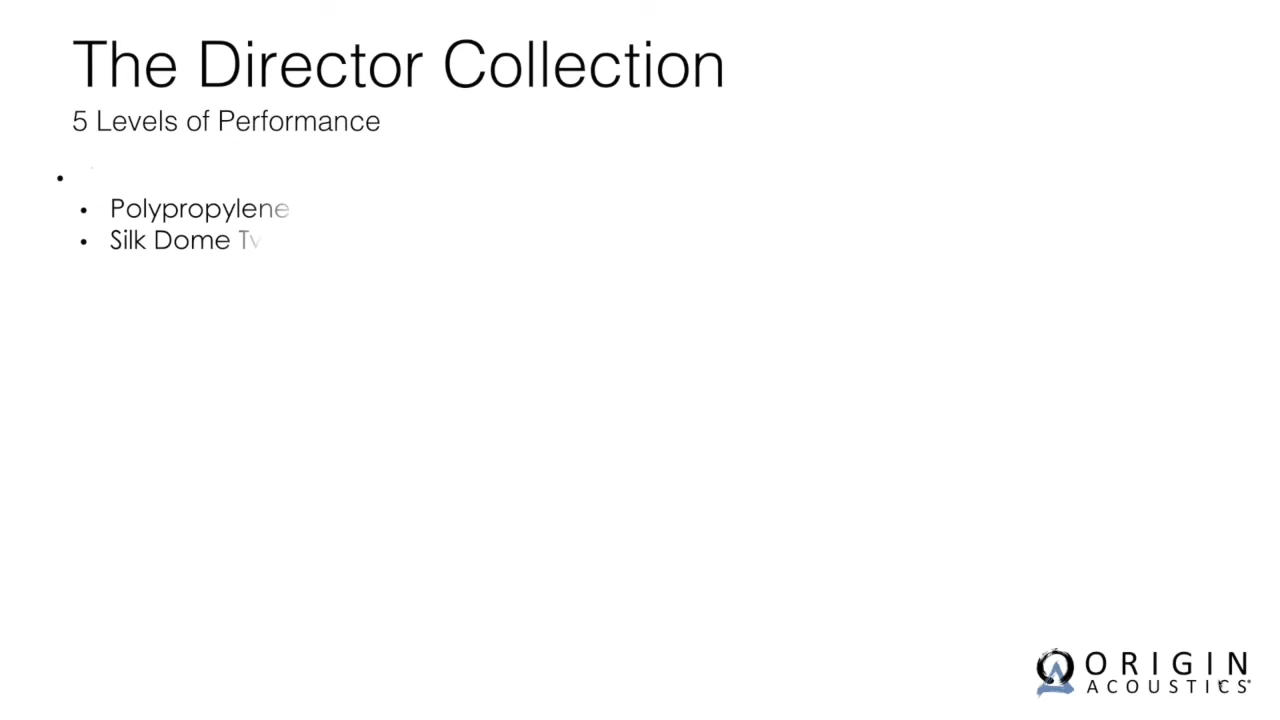 The Director Collection
5 Levels of Performance
•
• Polypropylene
• Silk Dome
ORIGIN
ACOUSTICS®